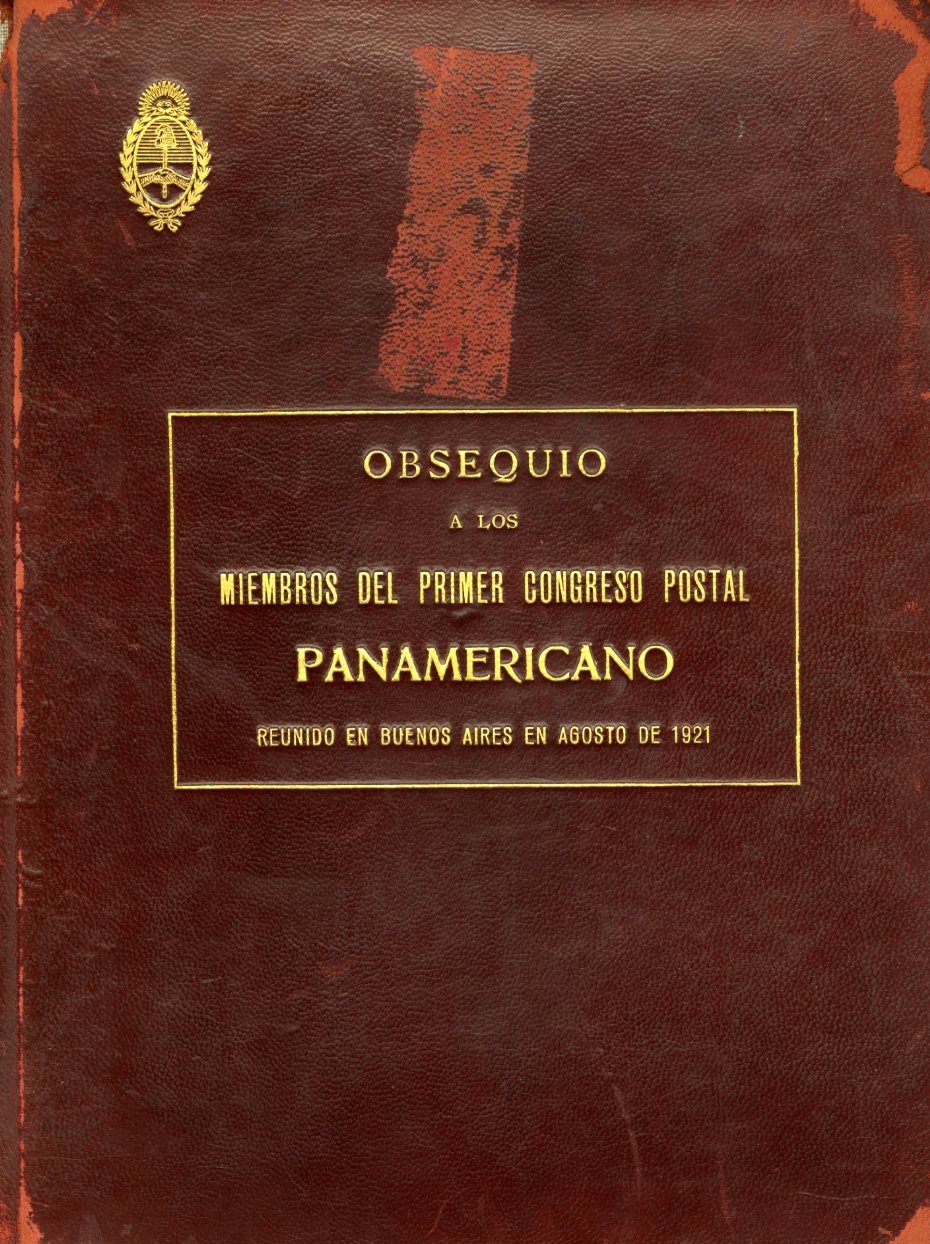 OBSEQUIO
A LOS
MIEMBROS DEL PRIMER CONGRESO POSTAL
PANAMERICANO
REUNIDO EN BUENOS AIRES EN AGOSTO DE 1921